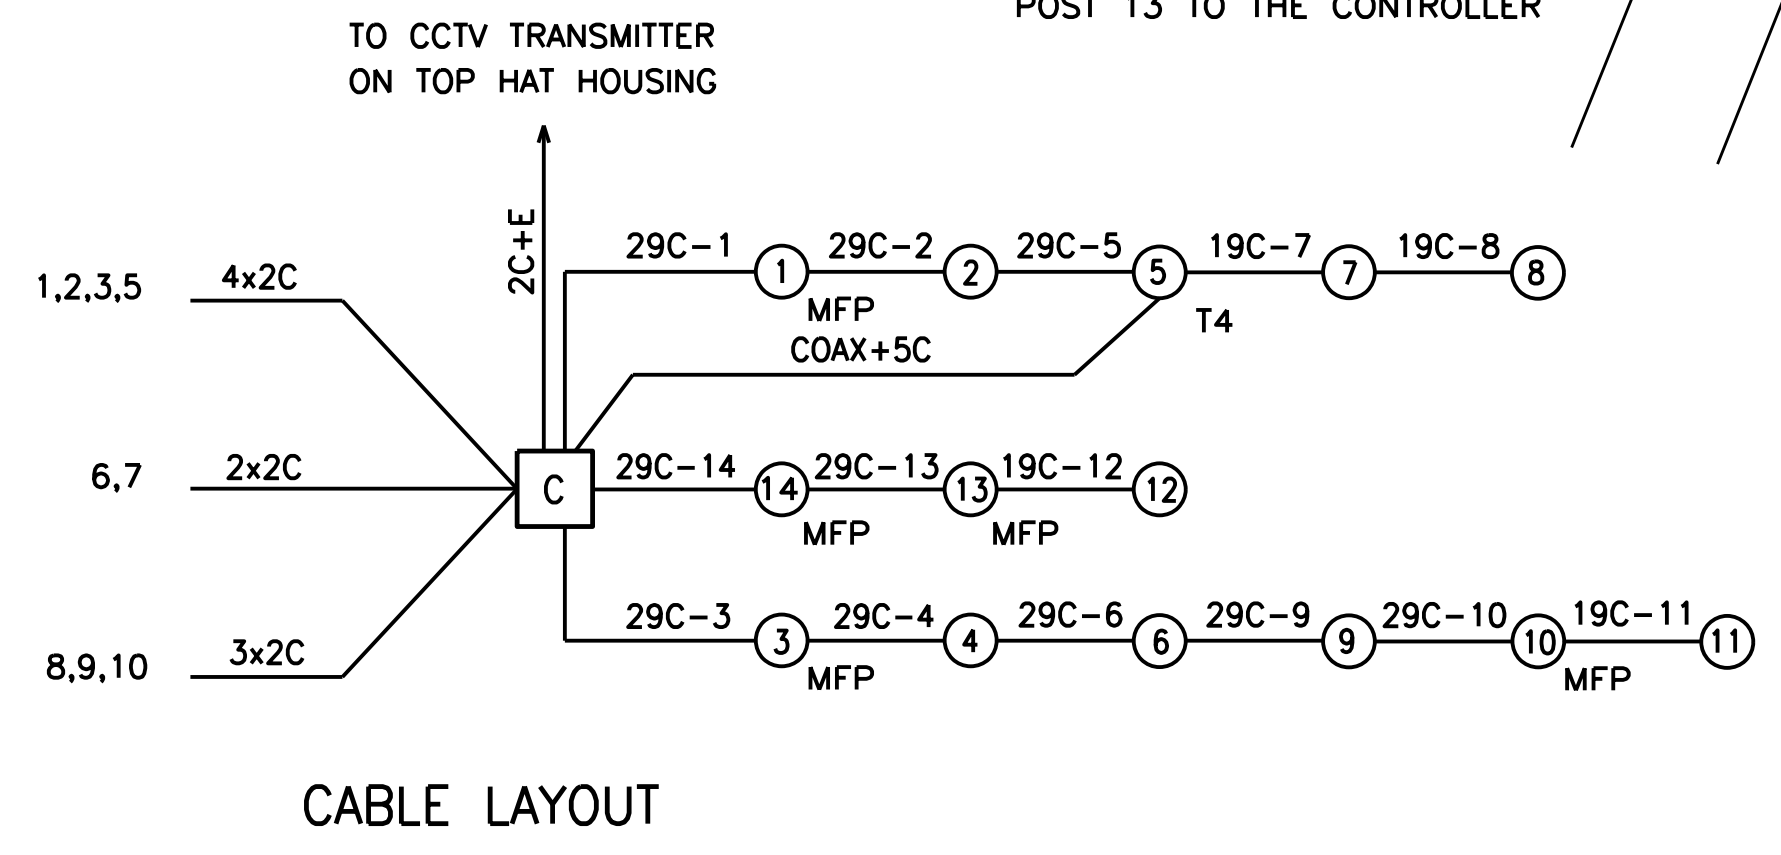 POST 13 TO THE CONTROLLER
TO CCTV TRANSMITTER
ON TOP HAT HOUSING
2C+E
29C-1 29C-2 29C-5 19C-7 19C-8
1 2 5 7 8
MFP
T4
COAX+5C
1,2,3,5 4x2C
6,7 2x2C
C
29C-14 29C-13 19C-12
14 13 12
MFP MFP
8,9,10 3x2C
29C-3 29C-4 29C-6 29C-9 29C-10 19C-11
3 4 6 9 10 11
MFP MFP
CABLE LAYOUT